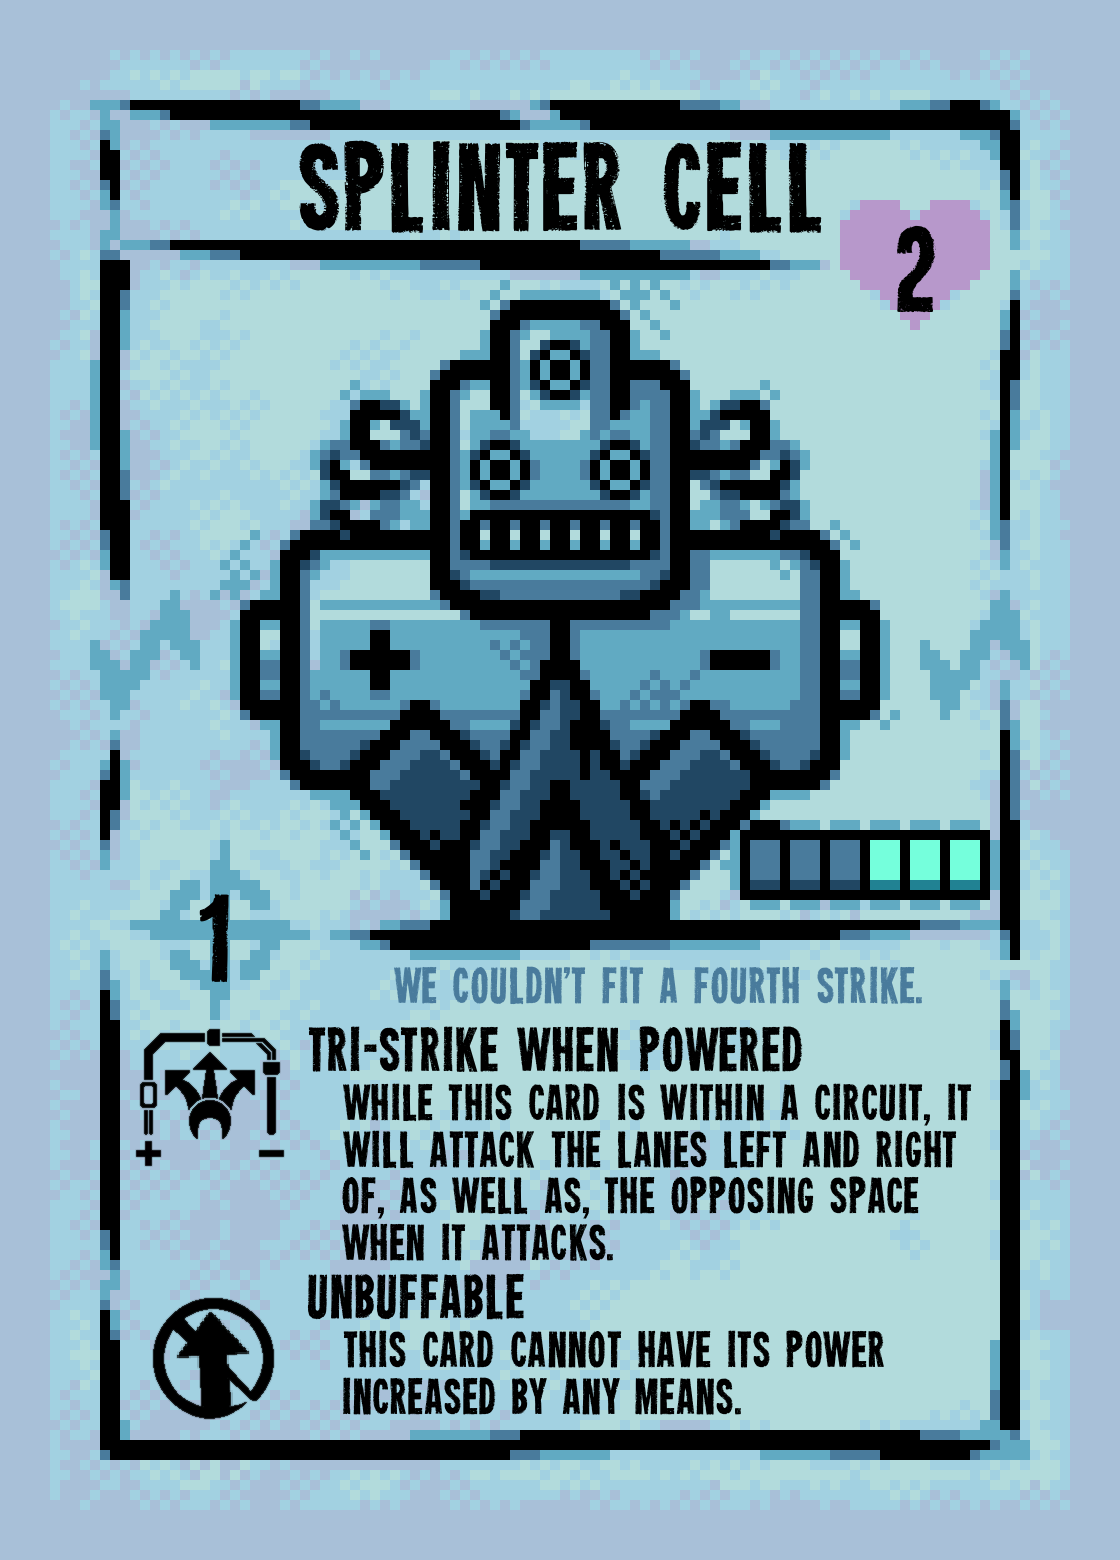 SPLINTER CELL
2
+ -
1
WE COULDN'T FIT A FOURTH STRIKE.
TRI-STRIKE WHEN POWERED
WHILE THIS CARD IS WITHIN A CIRCUIT, IT
WILL ATTACK THE LANES LEFT AND RIGHT
OF, AS WELL AS, THE OPPOSING SPACE
WHEN IT ATTACKS.
+ -
UNBUFFABLE
THIS CARD CANNOT HAVE ITS POWER
INCREASED BY ANY MEANS.